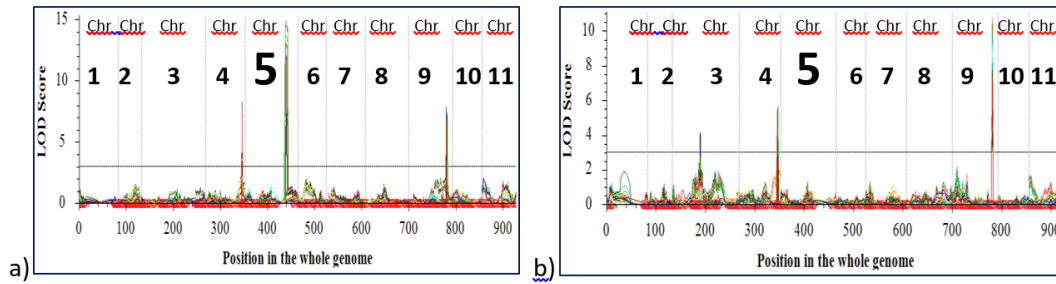 Chr Chr Chr Chr Chr Chr Chr Chr Chr Chr
1 2 3 4 5 6 7 8 9 10 11
15
10
5
0
LOD Score
0 100 200 300 400 500 600 700 800 900
Position in the whole genome
a)
Chr Chr Chr Chr Chr Chr Chr Chr Chr Chr
1 2 3 4 5 6 7 8 9 10 11
10
8
6
4
2
0
LOD Score
0 100 200 300 400 500 600 700 800 900
Position in the whole genome
b)